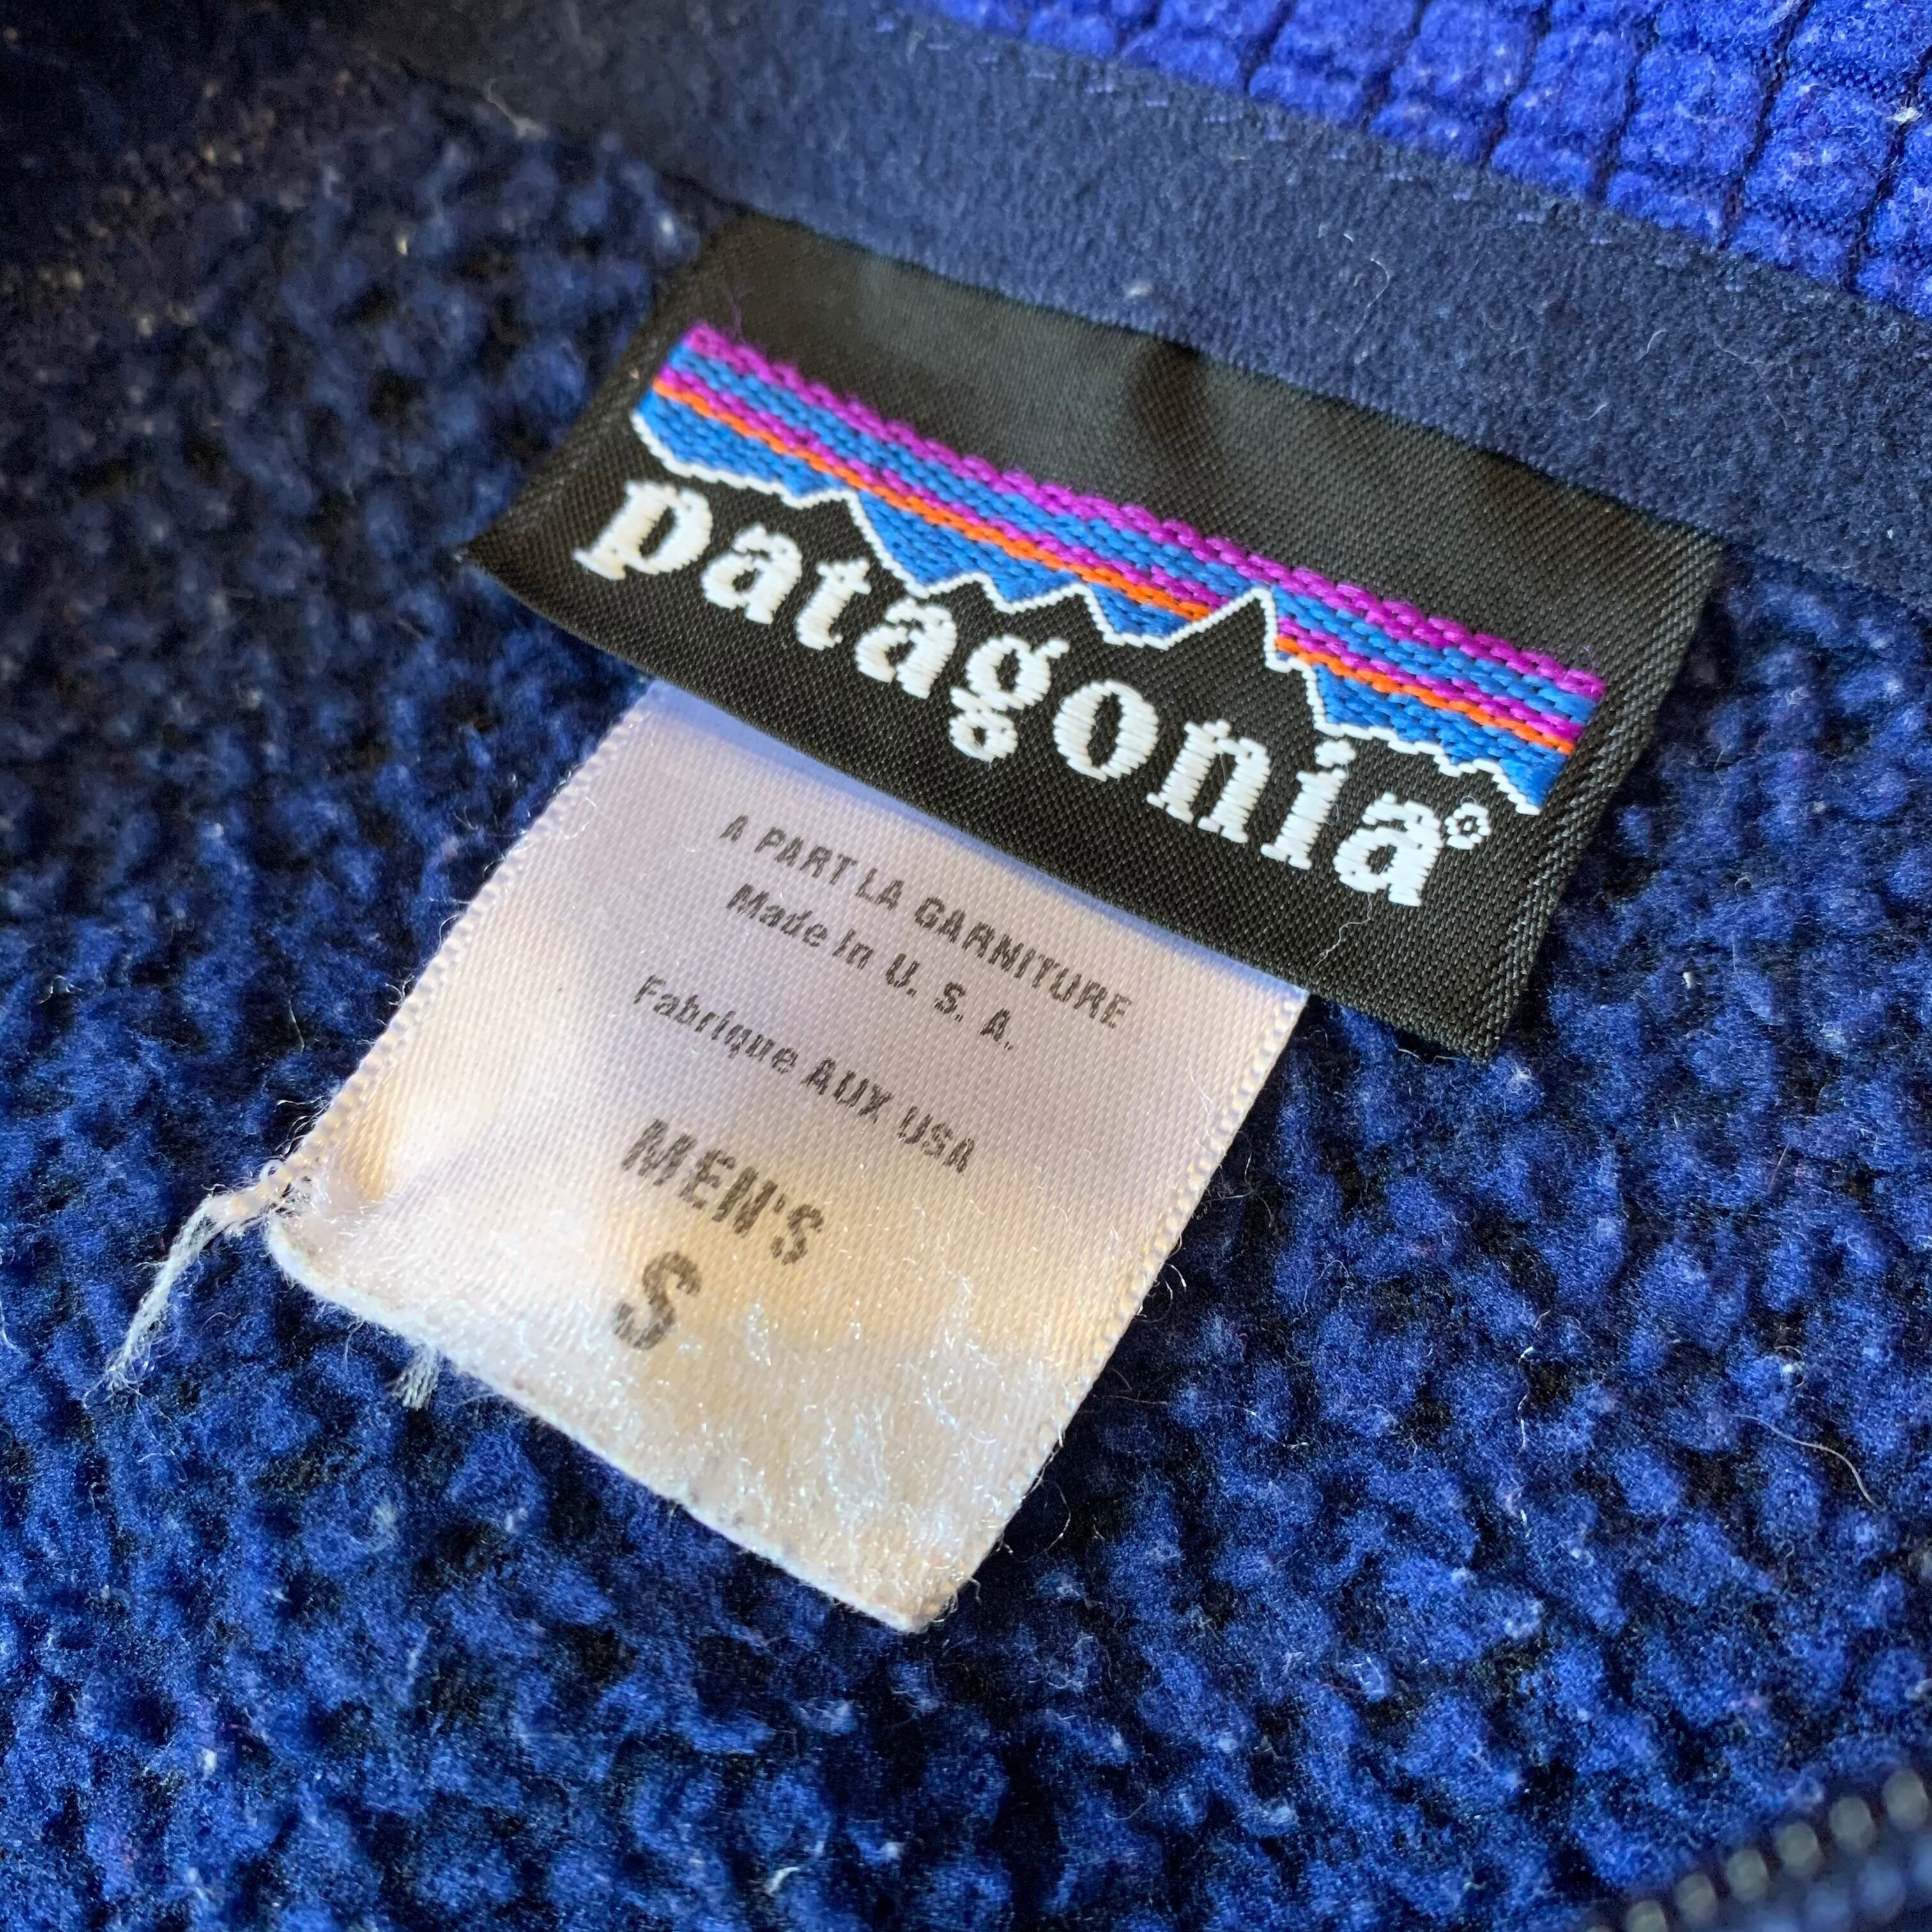 patagonia®
A PART LA GARNITURE
Made in U. S. A.
Fabrique AUX USA
MEN'S
S